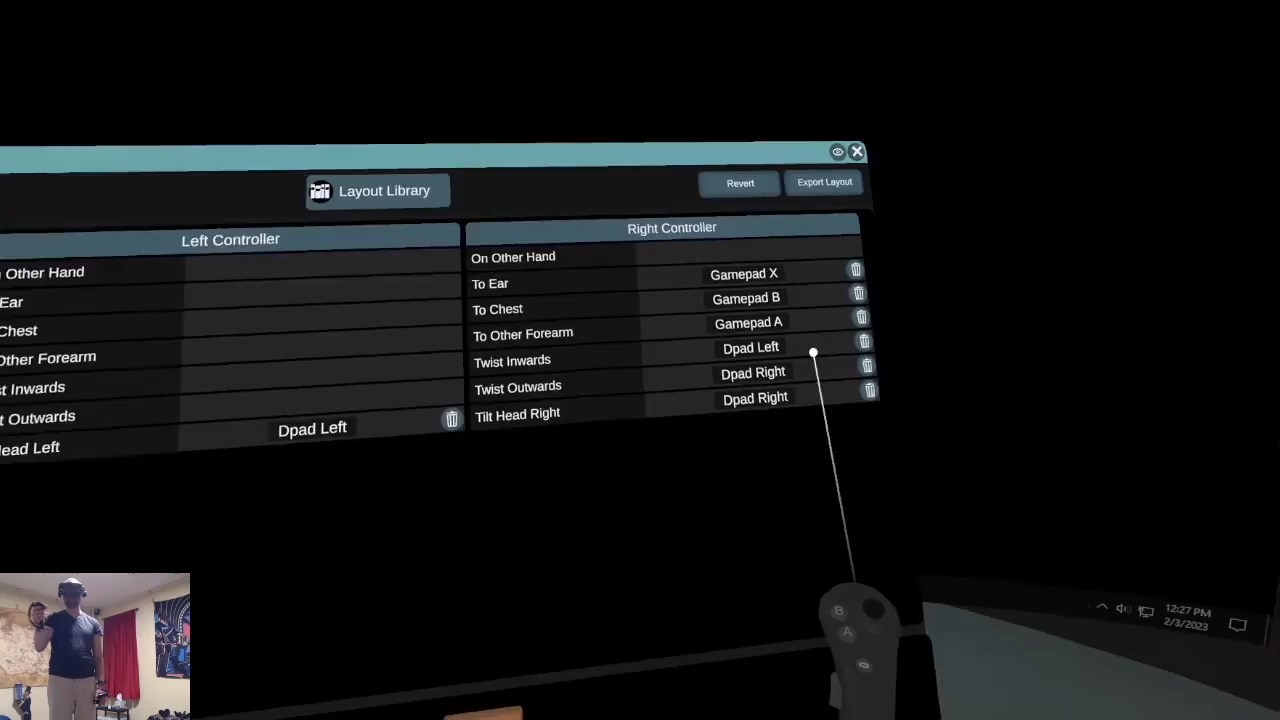 Layout Library
Revert
Export Layout
Left Controller
Other Hand
Ear
Chest
Other Forearm
Inwards
Outwards
Head Left
Dpad Left
Right Controller
On Other Hand
To Ear
Gamepad X
To Chest
Gamepad B
To Other Forearm
Gamepad A
Twist Inwards
Dpad Left
Twist Outwards
Dpad Right
Tilt Head Right
Dpad Right
B
A
12:27 PM
2/3/2023